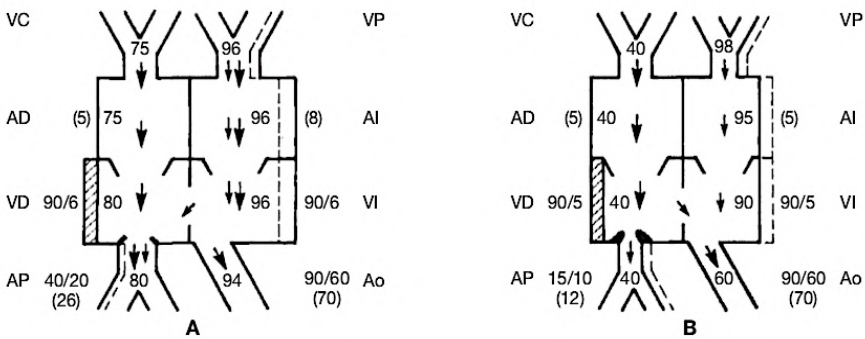 VC 75 96 VP
AD (5) 75 96 (8) AI
VD 90/6 80 96 90/6 VI
AP 40/20 80 94 90/60 Ao
(26) (70)
A
VC 40 98 VP
AD (5) 40 95 (5) AI
VD 90/5 40 90 90/5 VI
AP 15/10 40 60 90/60 Ao
(12) (70)
B